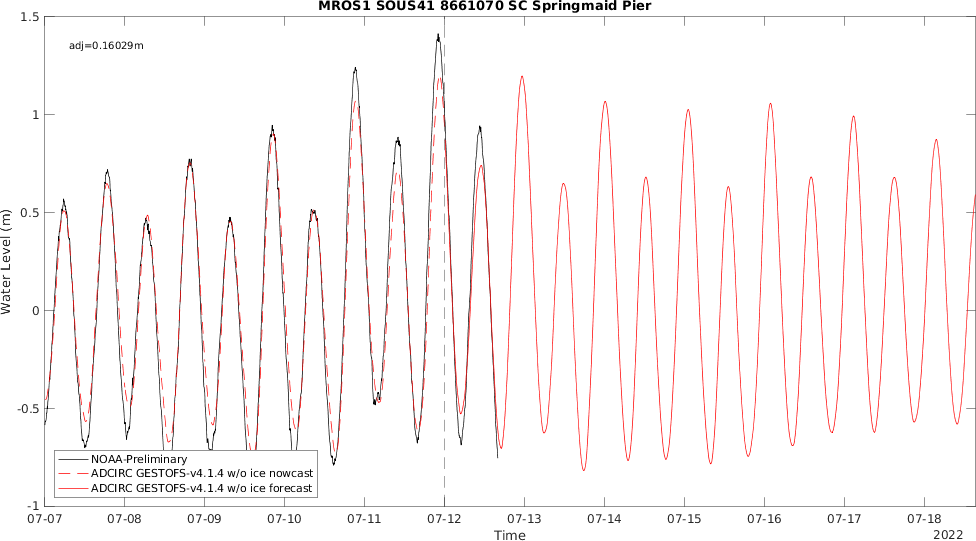 MROS1 SOUS41 8661070 SC Springmaid Pier
adj=0.16029m
1.5
1
0.5
0
-0.5
-1
Water Level (m)
NOAA-Preliminary
ADCIRC GESTOFS-v4.1.4 w/o ice nowcast
ADCIRC GESTOFS-v4.1.4 w/o ice forecast
07-07 07-08 07-09 07-10 07-11 07-12 07-13 07-14 07-15 07-16 07-17 07-18
Time
2022